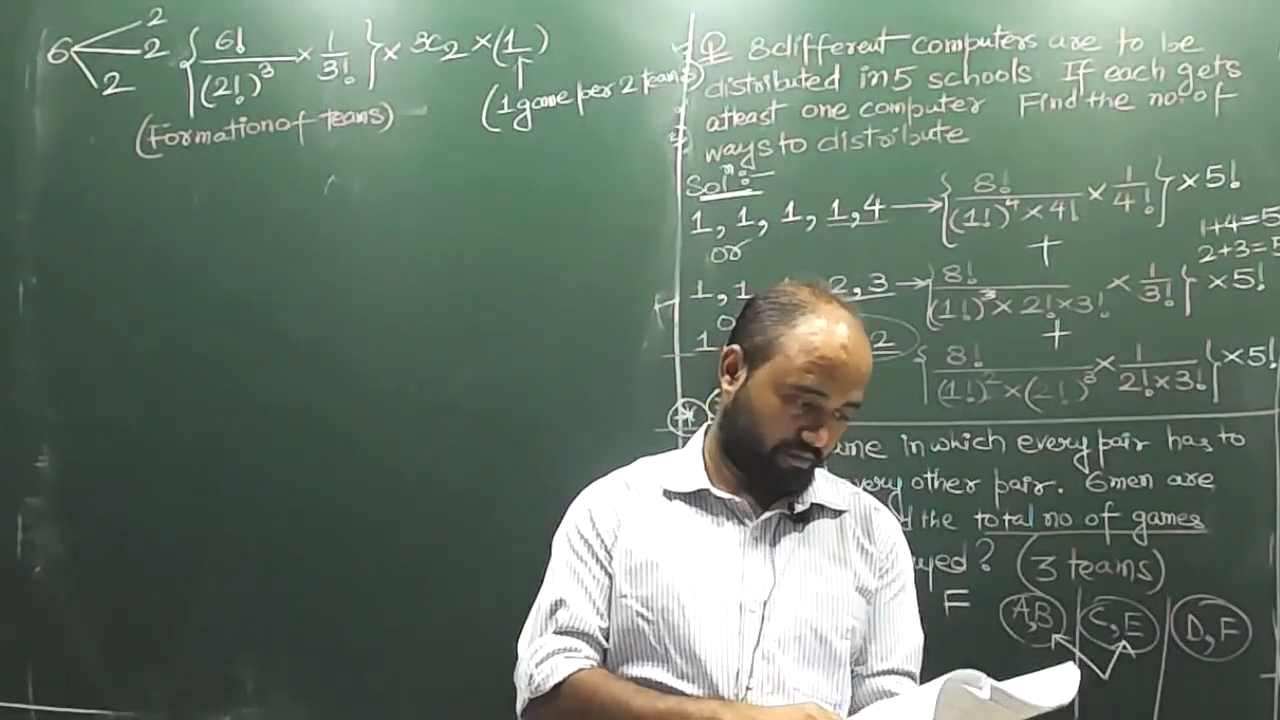 6 2 2 2 { 6! / (2!)^3 × 1/3! } × 3C2 × (1)
(Formation of teams)
(1 game per 2 teams)
Q 8 different computers are to be
distributed in 5 schools. If each gets
atleast one computer Find the no. of
ways to distribute
Solⁿ:-
1, 1, 1, 1, 4 → { 8! / (1!)^4 × 4! × 1/4! } × 5!
or
+
1+4=5
2+3=5
1, 1, 2, 3 → { 8! / (1!)^3 × 2! × 3! × 1/3! } × 5!
+
1 2 { 8! / (1!)^2 × (2!)^3 × 1/2!×3! } × 5!
in which every pair has to
other pair. 6 men are
the total no of games
? (3 teams)
F A,B C,E D,F